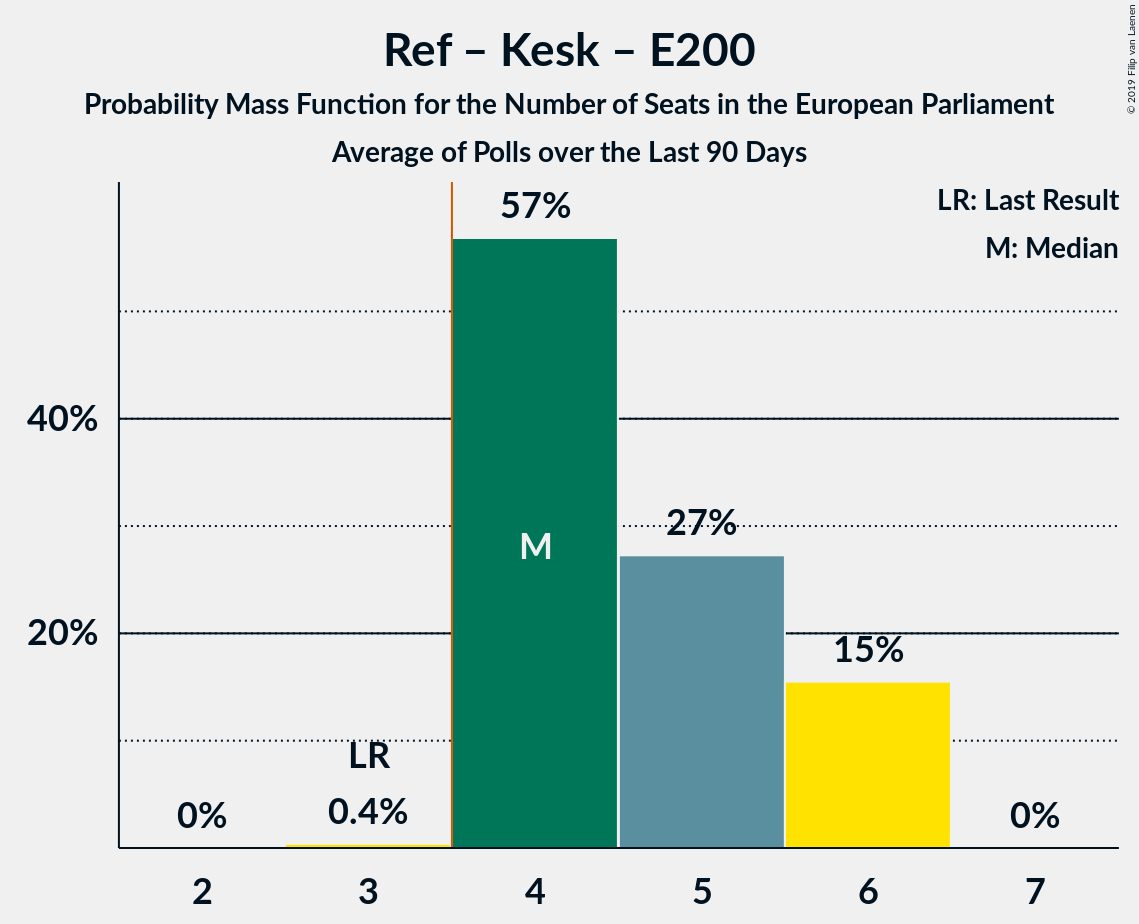 Ref – Kesk – E200
Probability Mass Function for the Number of Seats in the European Parliament
Average of Polls over the Last 90 Days
© 2019 Filip van Laenen
LR: Last Result
M: Median
57%
40%
27%
M
20%
15%
LR
0%
0.4%
0%
2 3 4 5 6 7